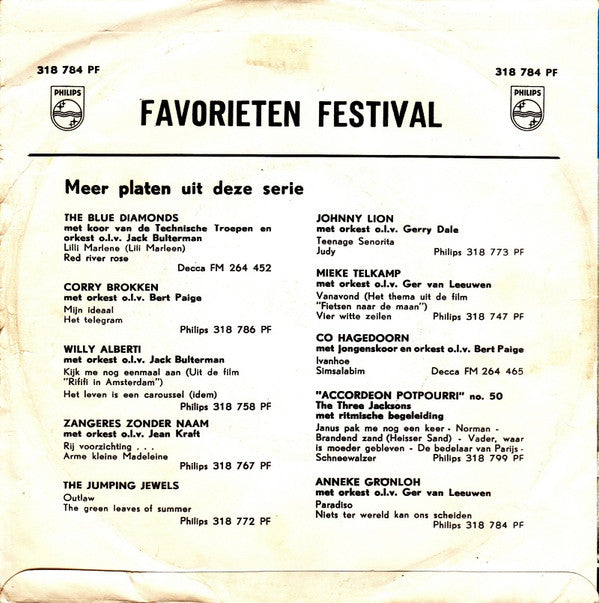 318 784 PF
318 784 PF
PHILIPS
PHILIPS
FAVORIETEN FESTIVAL
Meer platen uit deze serie
THE BLUE DIAMONDS
met koor van de Technische Troepen en
orkest o.l.v. Jack Bulterman
Lilli Marlene (Lili Marleen)
Red river rose
Decca FM 264 452
CORRY BROKKEN
met orkest o.l.v. Bert Paige
Mijn ideaal
Het telegram
Philips 318 786 PF
WILLY ALBERTI
met orkest o.l.v. Jack Bulterman
Kijk me nog eenmaal aan (Uit de film
"Rififi in Amsterdam")
Het leven is een caroussel (idem)
Philips 318 758 PF
ZANGERES ZONDER NAAM
met orkest o.l.v. Jean Kraft
Rij voorzichting . . .
Arme kleine Madeleine
Philips 318 767 PF
THE JUMPING JEWELS
Outlaw
The green leaves of summer
Philips 318 772 PF
JOHNNY LION
met orkest o.l.v. Gerry Dale
Teenage Senorita
Judy Philips 318 773 PF
MIEKE TELKAMP
met orkest o.l.v. Ger van Leeuwen
Vanavond (Het thema uit de film
"Fietsen naar de maan")
Vier witte zeilen Philips 318 747 PF
CO HAGEDOORN
met jongenskoor en orkest o.l.v. Bert Paige
Ivanhoe
Simsalabim Decca FM 264 465
"ACCORDEON POTPOURRI" no. 50
The Three Jacksons
met ritmische begeleiding
Janus pak me nog een keer - Norman -
Brandend zand (Heisser Sand) - Vader, waar
is moeder gebleven - De bedelaar van Parijs -
Schneewalzer Philips 318 799 PF
ANNEKE GRÖNLOH
met orkest o.l.v. Ger van Leeuwen
Paradiso
Niets ter wereld kan ons scheiden
Philips 318 784 PF